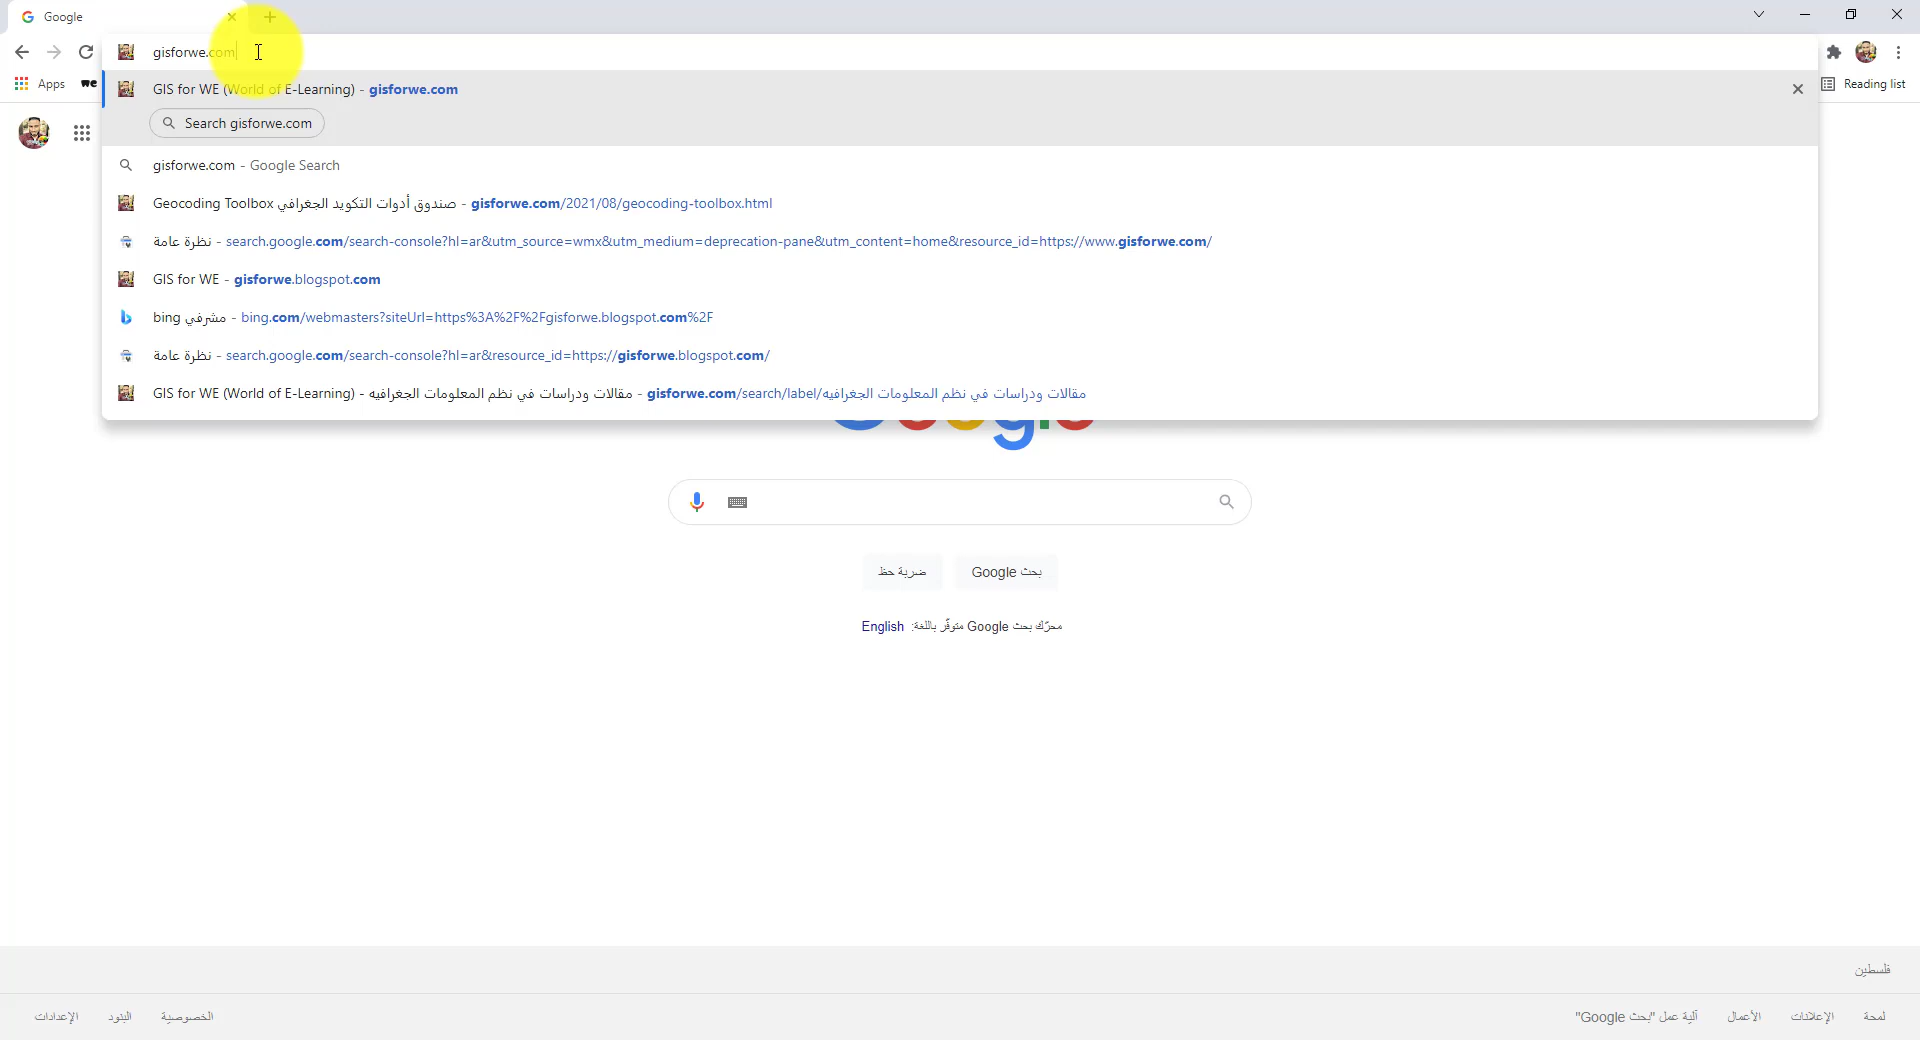 Google
gisforwe.com
Apps
we
Reading list
GIS for WE (World of E-Learning) - gisforwe.com
Search gisforwe.com
gisforwe.com - Google Search
Geocoding Toolbox صندوق أدوات التكويد الجغرافي - gisforwe.com/2021/08/geocoding-toolbox.html
نظرة عامة - search.google.com/search-console?hl=ar&utm_source=wmx&utm_medium=deprecation-pane&utm_content=home&resource_id=https://www.gisforwe.com/
GIS for WE - gisforwe.blogspot.com
bing مشرفي - bing.com/webmasters?siteUrl=https%3A%2F%2Fgisforwe.blogspot.com%2F
نظرة عامة - search.google.com/search-console?hl=ar&resource_id=https://gisforwe.blogspot.com/
GIS for WE (World of E-Learning) - مقالات ودراسات في نظم المعلومات الجغرافيه - gisforwe.com/search/label/مقالات ودراسات في نظم المعلومات الجغرافيه
بحث Google
ضربة حظ
محرّك بحث Google متوفّر باللغة: English
فلسطين
لمحة
الإعلانات
الأعمال
آلية عمل "بحث Google"
الخصوصية
البنود
الإعدادات